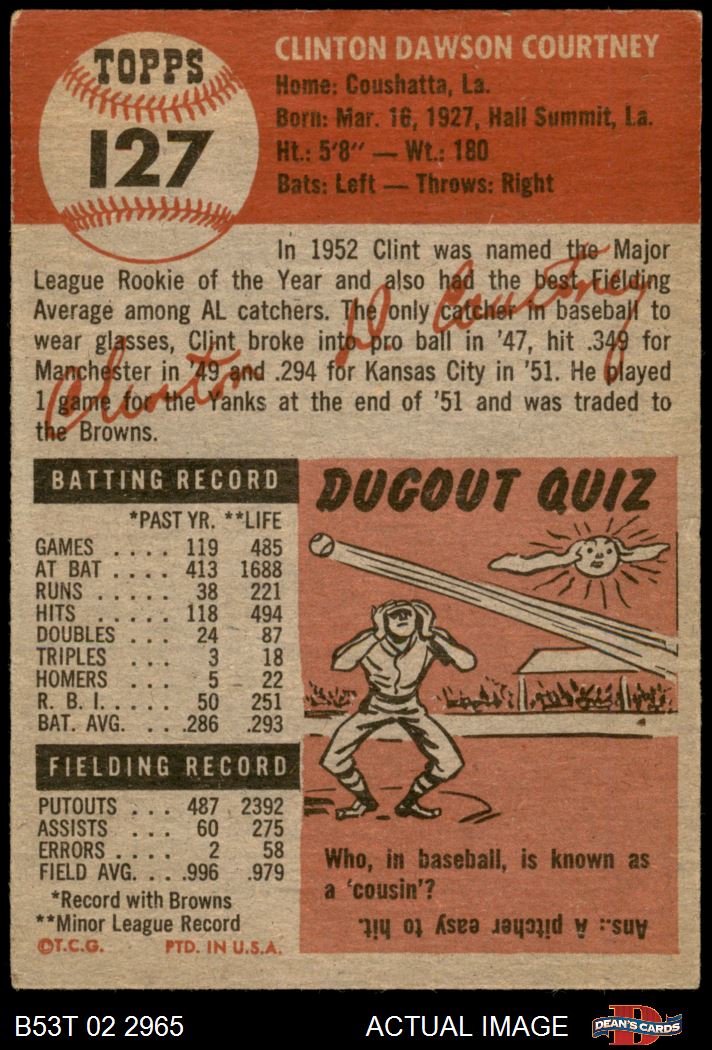 TOPPS
127
CLINTON DAWSON COURTNEY
Home: Coushatta, La.
Born: Mar. 16, 1927, Hall Summit, La.
Ht.: 5'8" — Wt.: 180
Bats: Left — Throws: Right
In 1952 Clint was named the Major
League Rookie of the Year and also had the best Fielding
Average among AL catchers. The only catcher in baseball to
wear glasses, Clint broke into pro ball in '47, hit .349 for
Manchester in '49 and .294 for Kansas City in '51. He played
1 game for the Yanks at the end of '51 and was traded to
the Browns.
Clinton D Courtney
BATTING RECORD
*PAST YR. **LIFE
GAMES .... 119 485
AT BAT .... 413 1688
RUNS ..... 38 221
HITS ...... 118 494
DOUBLES .... 24 87
TRIPLES .... 3 18
HOMERS .... 5 22
R. B. I. ..... 50 251
BAT. AVG. ... .286 .293
FIELDING RECORD
PUTOUTS ... 487 2392
ASSISTS .... 60 275
ERRORS .... 2 58
FIELD AVG. ... .996 .979
*Record with Browns
**Minor League Record
©T.C.G. PTD. IN U.S.A.
DUGOUT QUIZ
Who, in baseball, is known as
a 'cousin'?
Ans.: A pitcher easy to hit.
B53T 02 2965
ACTUAL IMAGE
D
DEAN'S CARDS